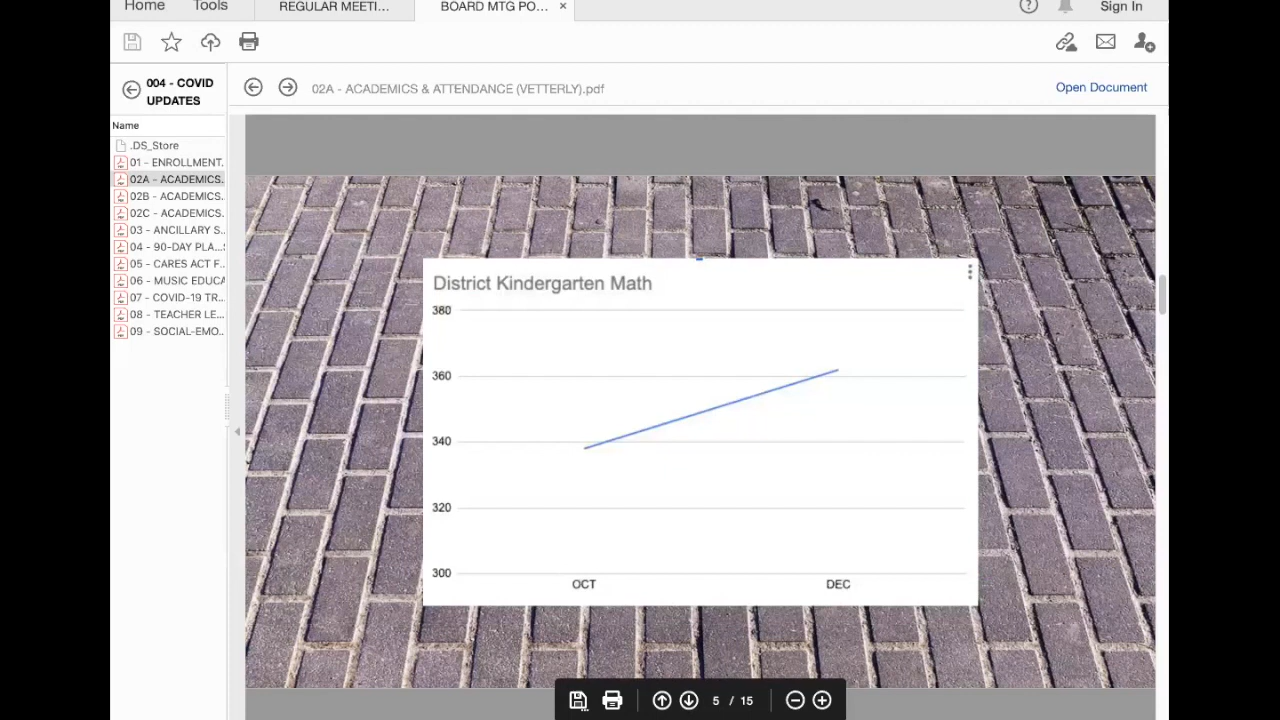 Home
Tools
REGULAR MEETI...
BOARD MTG PO...
×
Sign In
004 - COVID
UPDATES
02A - ACADEMICS & ATTENDANCE (VETTERLY).pdf
Open Document
Name
.DS_Store
01 - ENROLLMENT.
02A - ACADEMICS.
02B - ACADEMICS.
02C - ACADEMICS.
03 - ANCILLARY S..
04 - 90-DAY PLA...
05 - CARES ACT F...
06 - MUSIC EDUCA
07 - COVID-19 TR...
08 - TEACHER LE...
09 - SOCIAL-EMO..
District Kindergarten Math
380
360
340
320
300
OCT
DEC
5 / 15